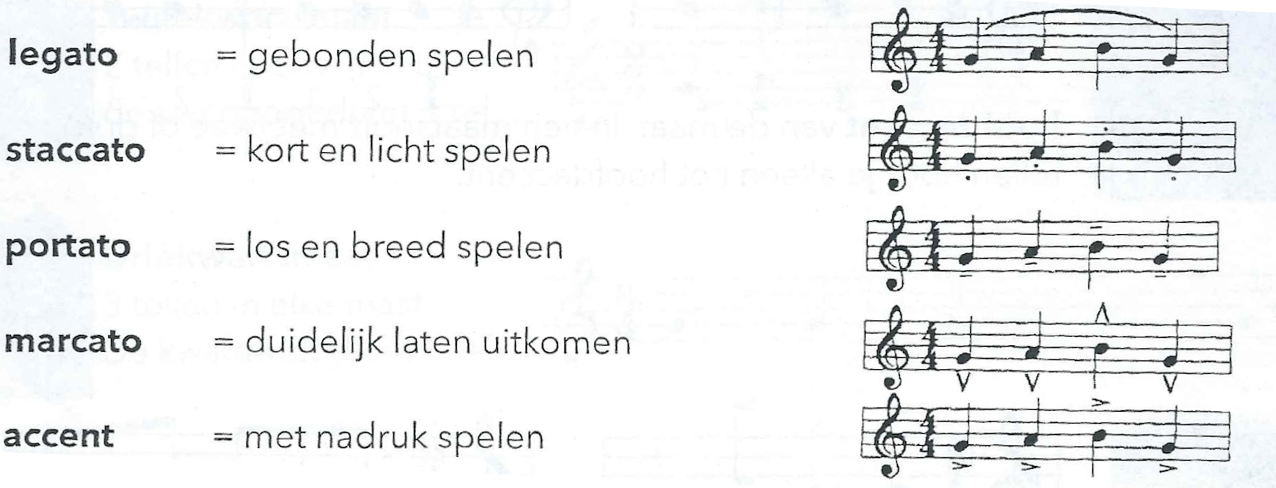 legato = gebonden spelen
staccato = kort en licht spelen
portato = los en breed spelen
marcato = duidelijk laten uitkomen
accent = met nadruk spelen